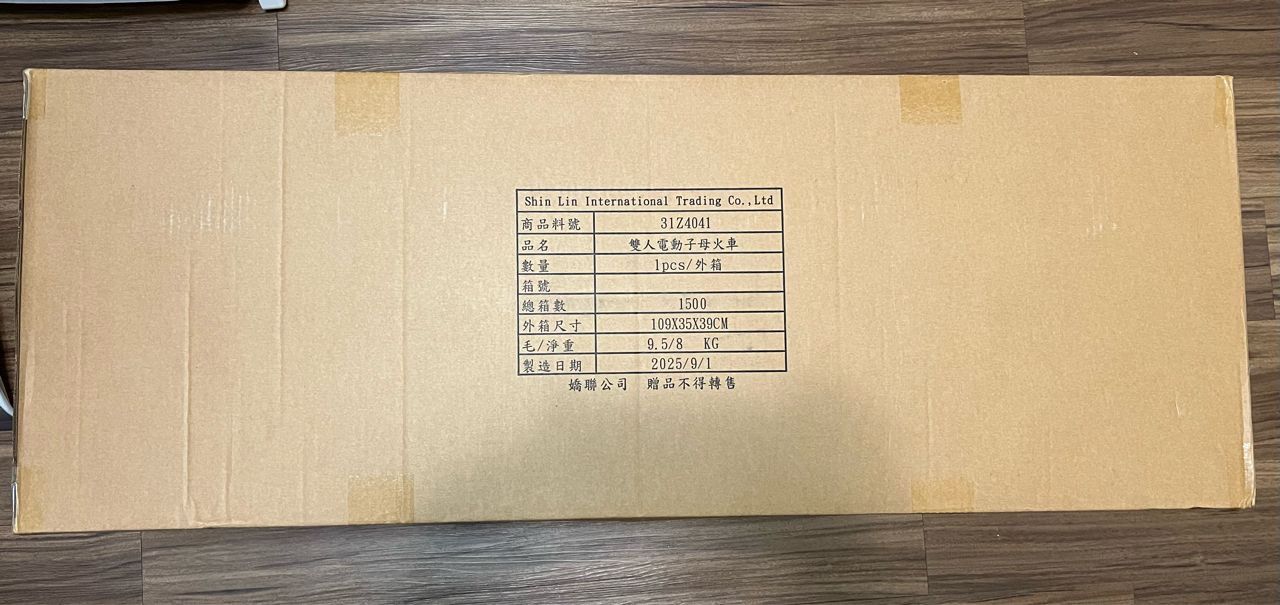 Shin Lin International Trading Co.,Ltd
商品料號 31Z4041
品名 雙人電動子母火車
數量 1pcs/外箱
箱號
總箱數 1500
外箱尺寸 109X35X39CM
毛/淨重 9.5/8 KG
製造日期 2025/9/1
嬌聯公司 贈品不得轉售